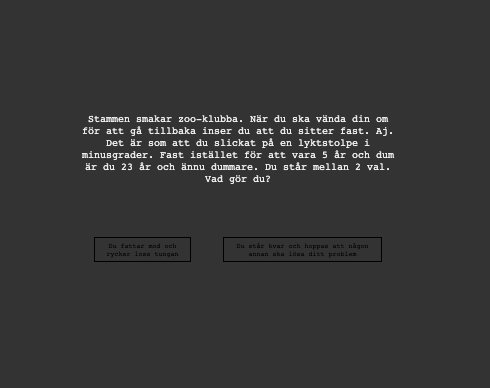 Stammen smakar zoo-klubba. När du ska vända din om
för att gå tillbaka inser du att du sitter fast. Aj.
Det är som att du slickat på en lyktstolpe i
minusgrader. Fast istället för att vara 5 år och dum
är du 23 år och ännu dummare. Du står mellan 2 val.
Vad gör du?
Du fattar mod och
rycker loss tungan
Du står kvar och hoppas att någon
annan ska lösa ditt problem